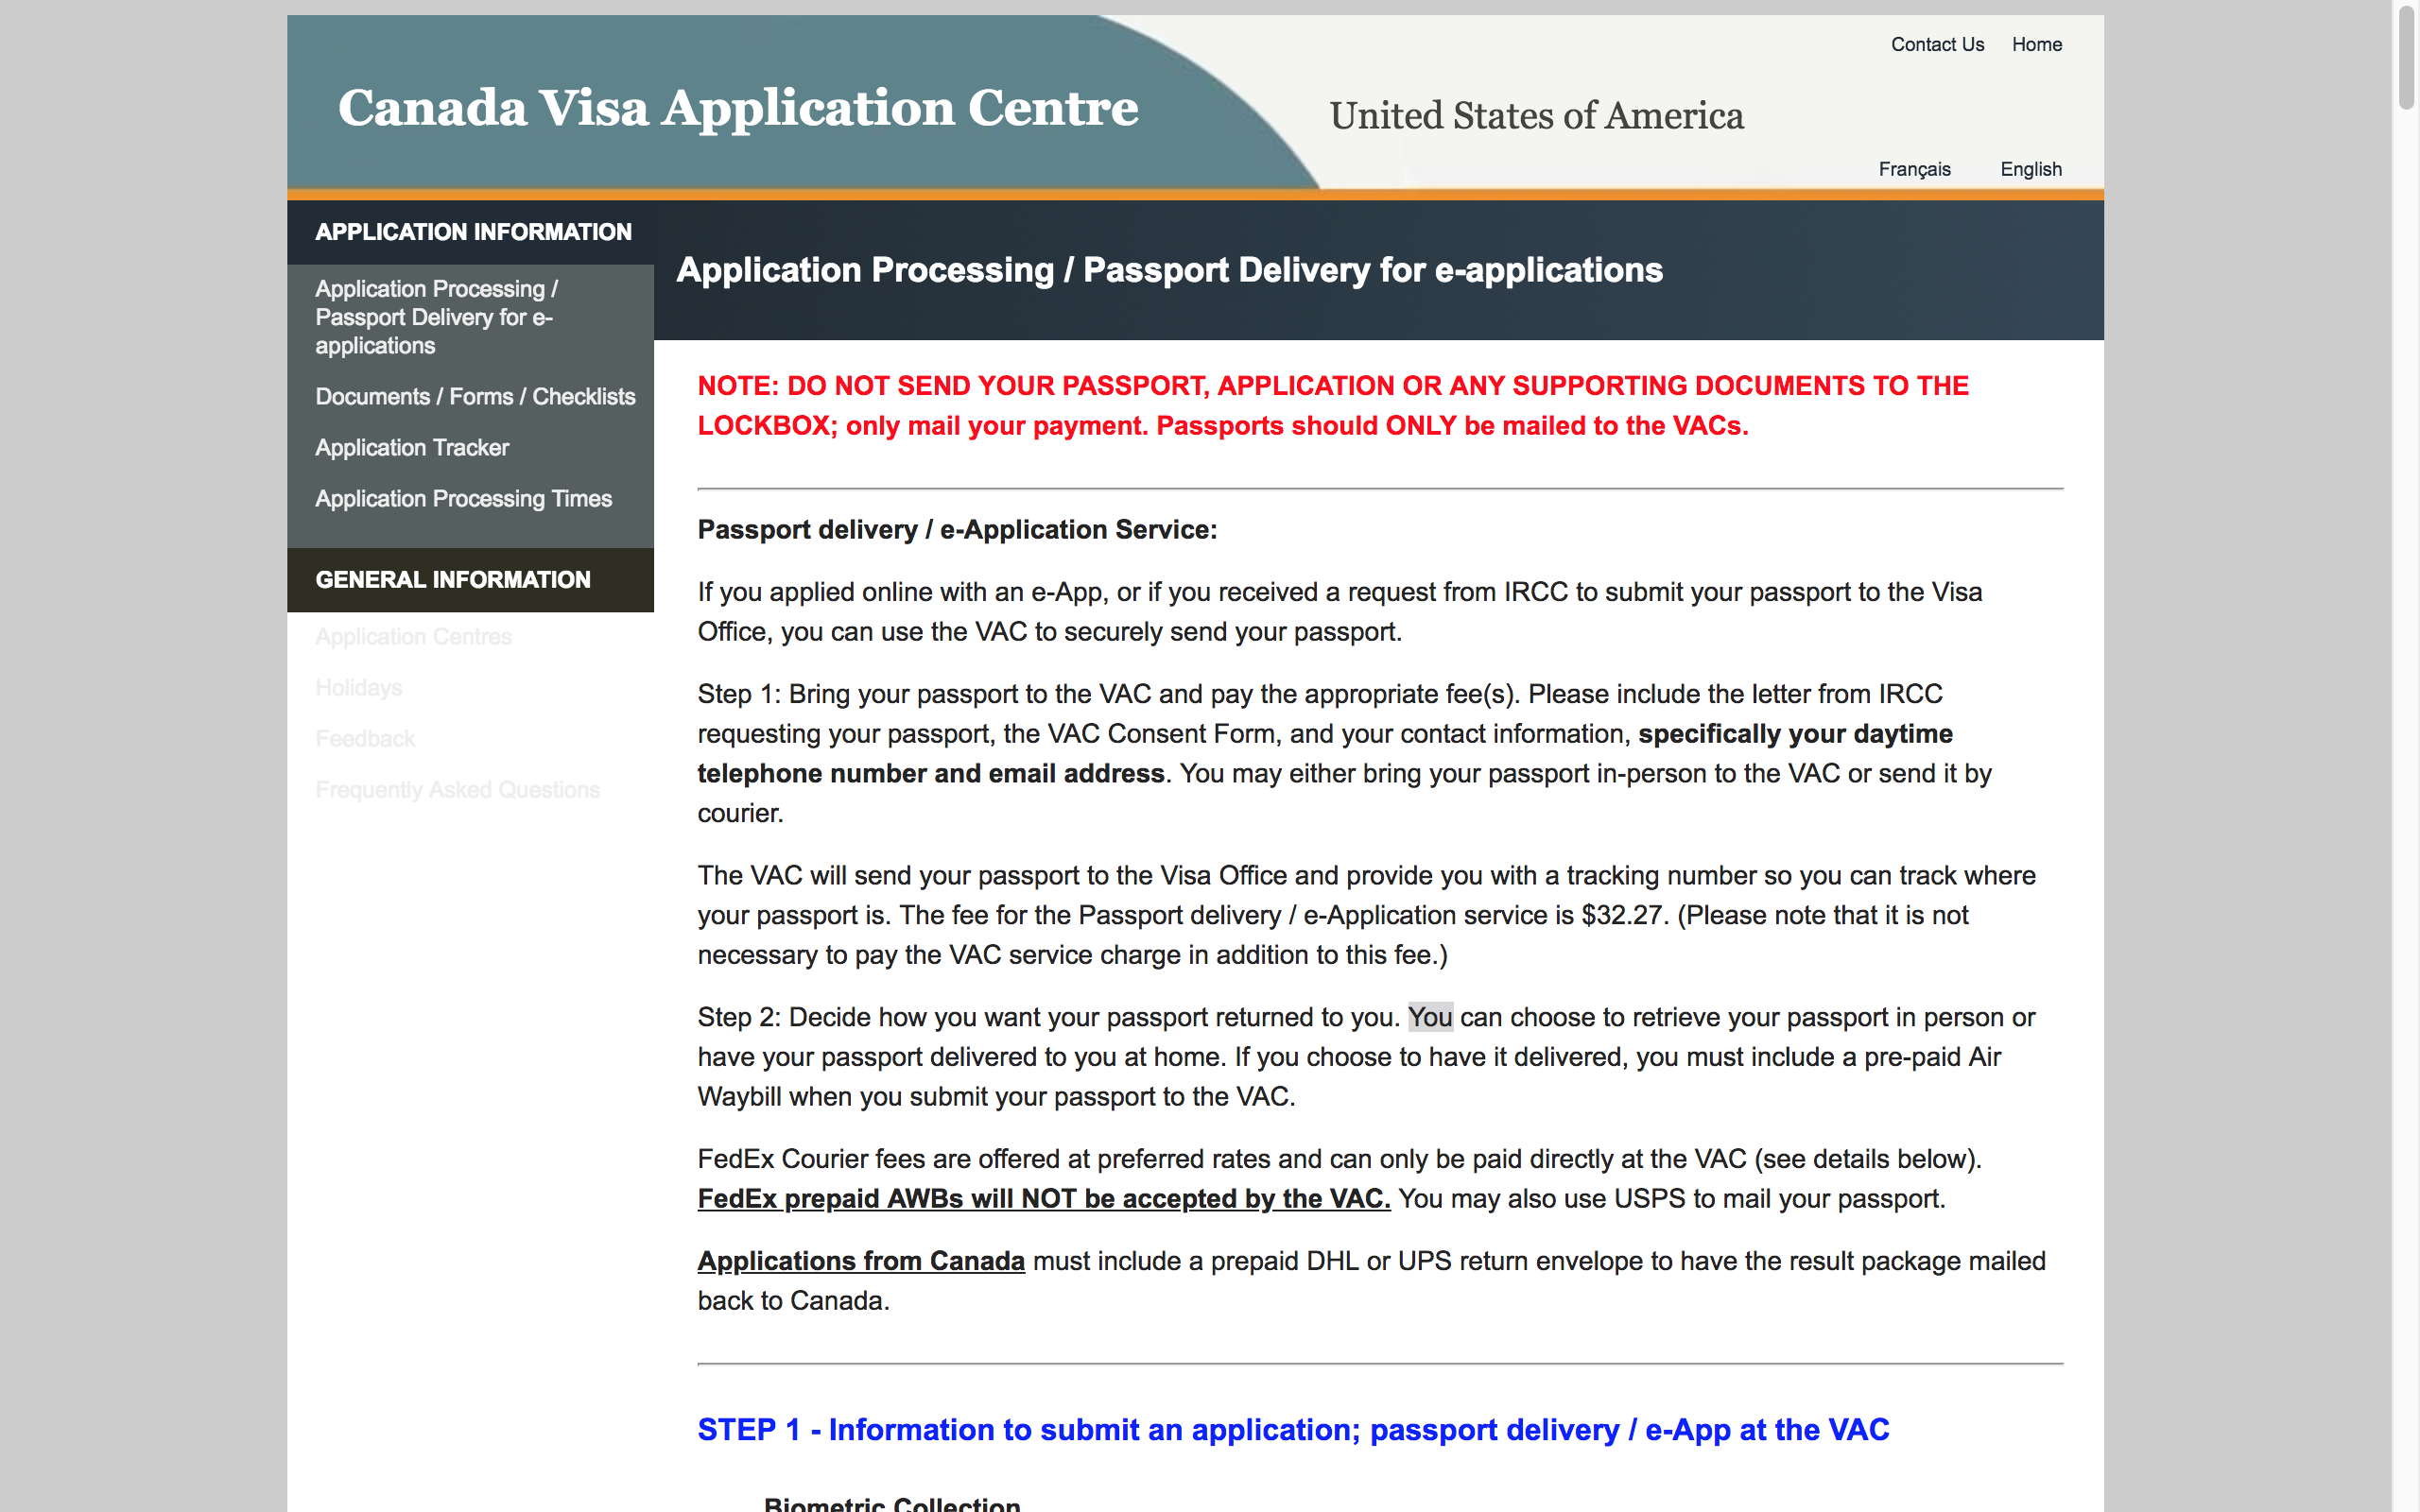 Contact Us Home
Canada Visa Application Centre
United States of America
Français English
APPLICATION INFORMATION
Application Processing /
Passport Delivery for e-
applications
Documents / Forms / Checklists
Application Tracker
Application Processing Times
GENERAL INFORMATION
Application Centres
Holidays
Feedback
Frequently Asked Questions
Application Processing / Passport Delivery for e-applications
NOTE: DO NOT SEND YOUR PASSPORT, APPLICATION OR ANY SUPPORTING DOCUMENTS TO THE
LOCKBOX; only mail your payment. Passports should ONLY be mailed to the VACs.
Passport delivery / e-Application Service:
If you applied online with an e-App, or if you received a request from IRCC to submit your passport to the Visa
Office, you can use the VAC to securely send your passport.
Step 1: Bring your passport to the VAC and pay the appropriate fee(s). Please include the letter from IRCC
requesting your passport, the VAC Consent Form, and your contact information, specifically your daytime
telephone number and email address. You may either bring your passport in-person to the VAC or send it by
courier.
The VAC will send your passport to the Visa Office and provide you with a tracking number so you can track where
your passport is. The fee for the Passport delivery / e-Application service is $32.27. (Please note that it is not
necessary to pay the VAC service charge in addition to this fee.)
Step 2: Decide how you want your passport returned to you. You can choose to retrieve your passport in person or
have your passport delivered to you at home. If you choose to have it delivered, you must include a pre-paid Air
Waybill when you submit your passport to the VAC.
FedEx Courier fees are offered at preferred rates and can only be paid directly at the VAC (see details below).
FedEx prepaid AWBs will NOT be accepted by the VAC. You may also use USPS to mail your passport.
Applications from Canada must include a prepaid DHL or UPS return envelope to have the result package mailed
back to Canada.
STEP 1 - Information to submit an application; passport delivery / e-App at the VAC
Biometric Collection